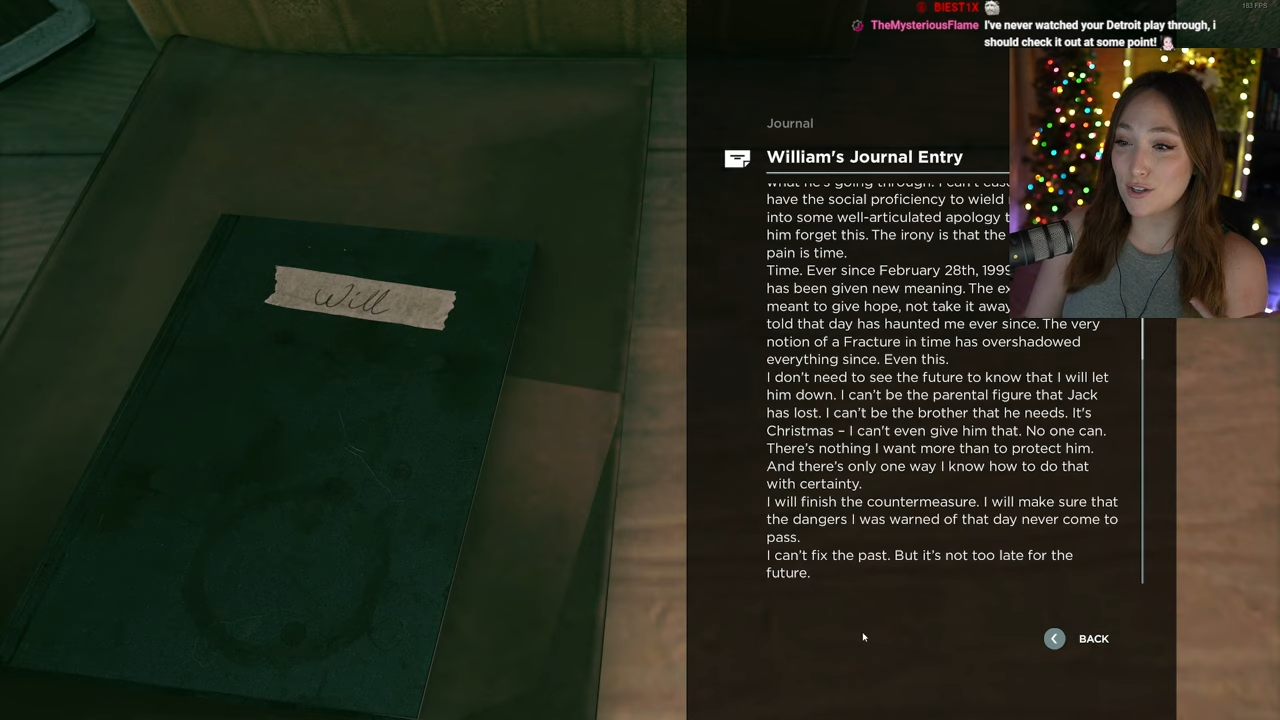 183 FPS
BIEST1X
TheMysteriousFlame I've never watched your Detroit play through, i
should check it out at some point!
Journal
William's Journal Entry
what he's going through. I can't
have the social proficiency to wield
into some well-articulated apology
him forget this. The irony is that the
pain is time.
Time. Ever since February 28th, 1999
has been given new meaning. The
meant to give hope, not take it away
told that day has haunted me ever since. The very
notion of a Fracture in time has overshadowed
everything since. Even this.
I don't need to see the future to know that I will let
him down. I can't be the parental figure that Jack
has lost. I can't be the brother that he needs. It's
Christmas – I can't even give him that. No one can.
There's nothing I want more than to protect him.
And there's only one way I know how to do that
with certainty.
I will finish the countermeasure. I will make sure that
the dangers I was warned of that day never come to
pass.
I can't fix the past. But it's not too late for the
future.
BACK
Will